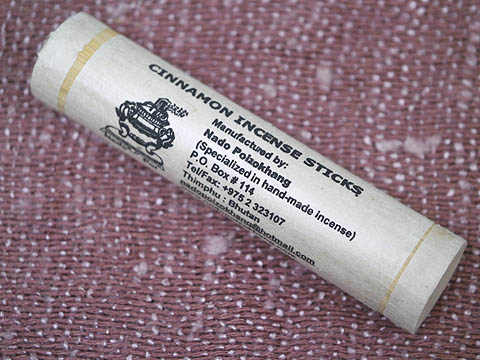 CINNAMON INCENSE STICKS
Manufactured by:
Nado Poizokhang
(Specialized in hand-made incense)
P.O. Box # 114
Tel/Fax: +975 2 323107
Thimphu : Bhutan
nadopoizokhang@hotmail.com